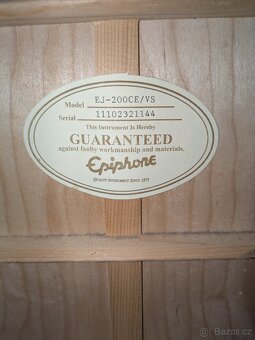 Model EJ-200CE/VS
Serial 11102321144
This Instrument Is Hereby
GUARANTEED
against faulty workmanship and materials.
Epiphone
QUALITY INSTRUMENTS SINCE 1873
bazos.cz